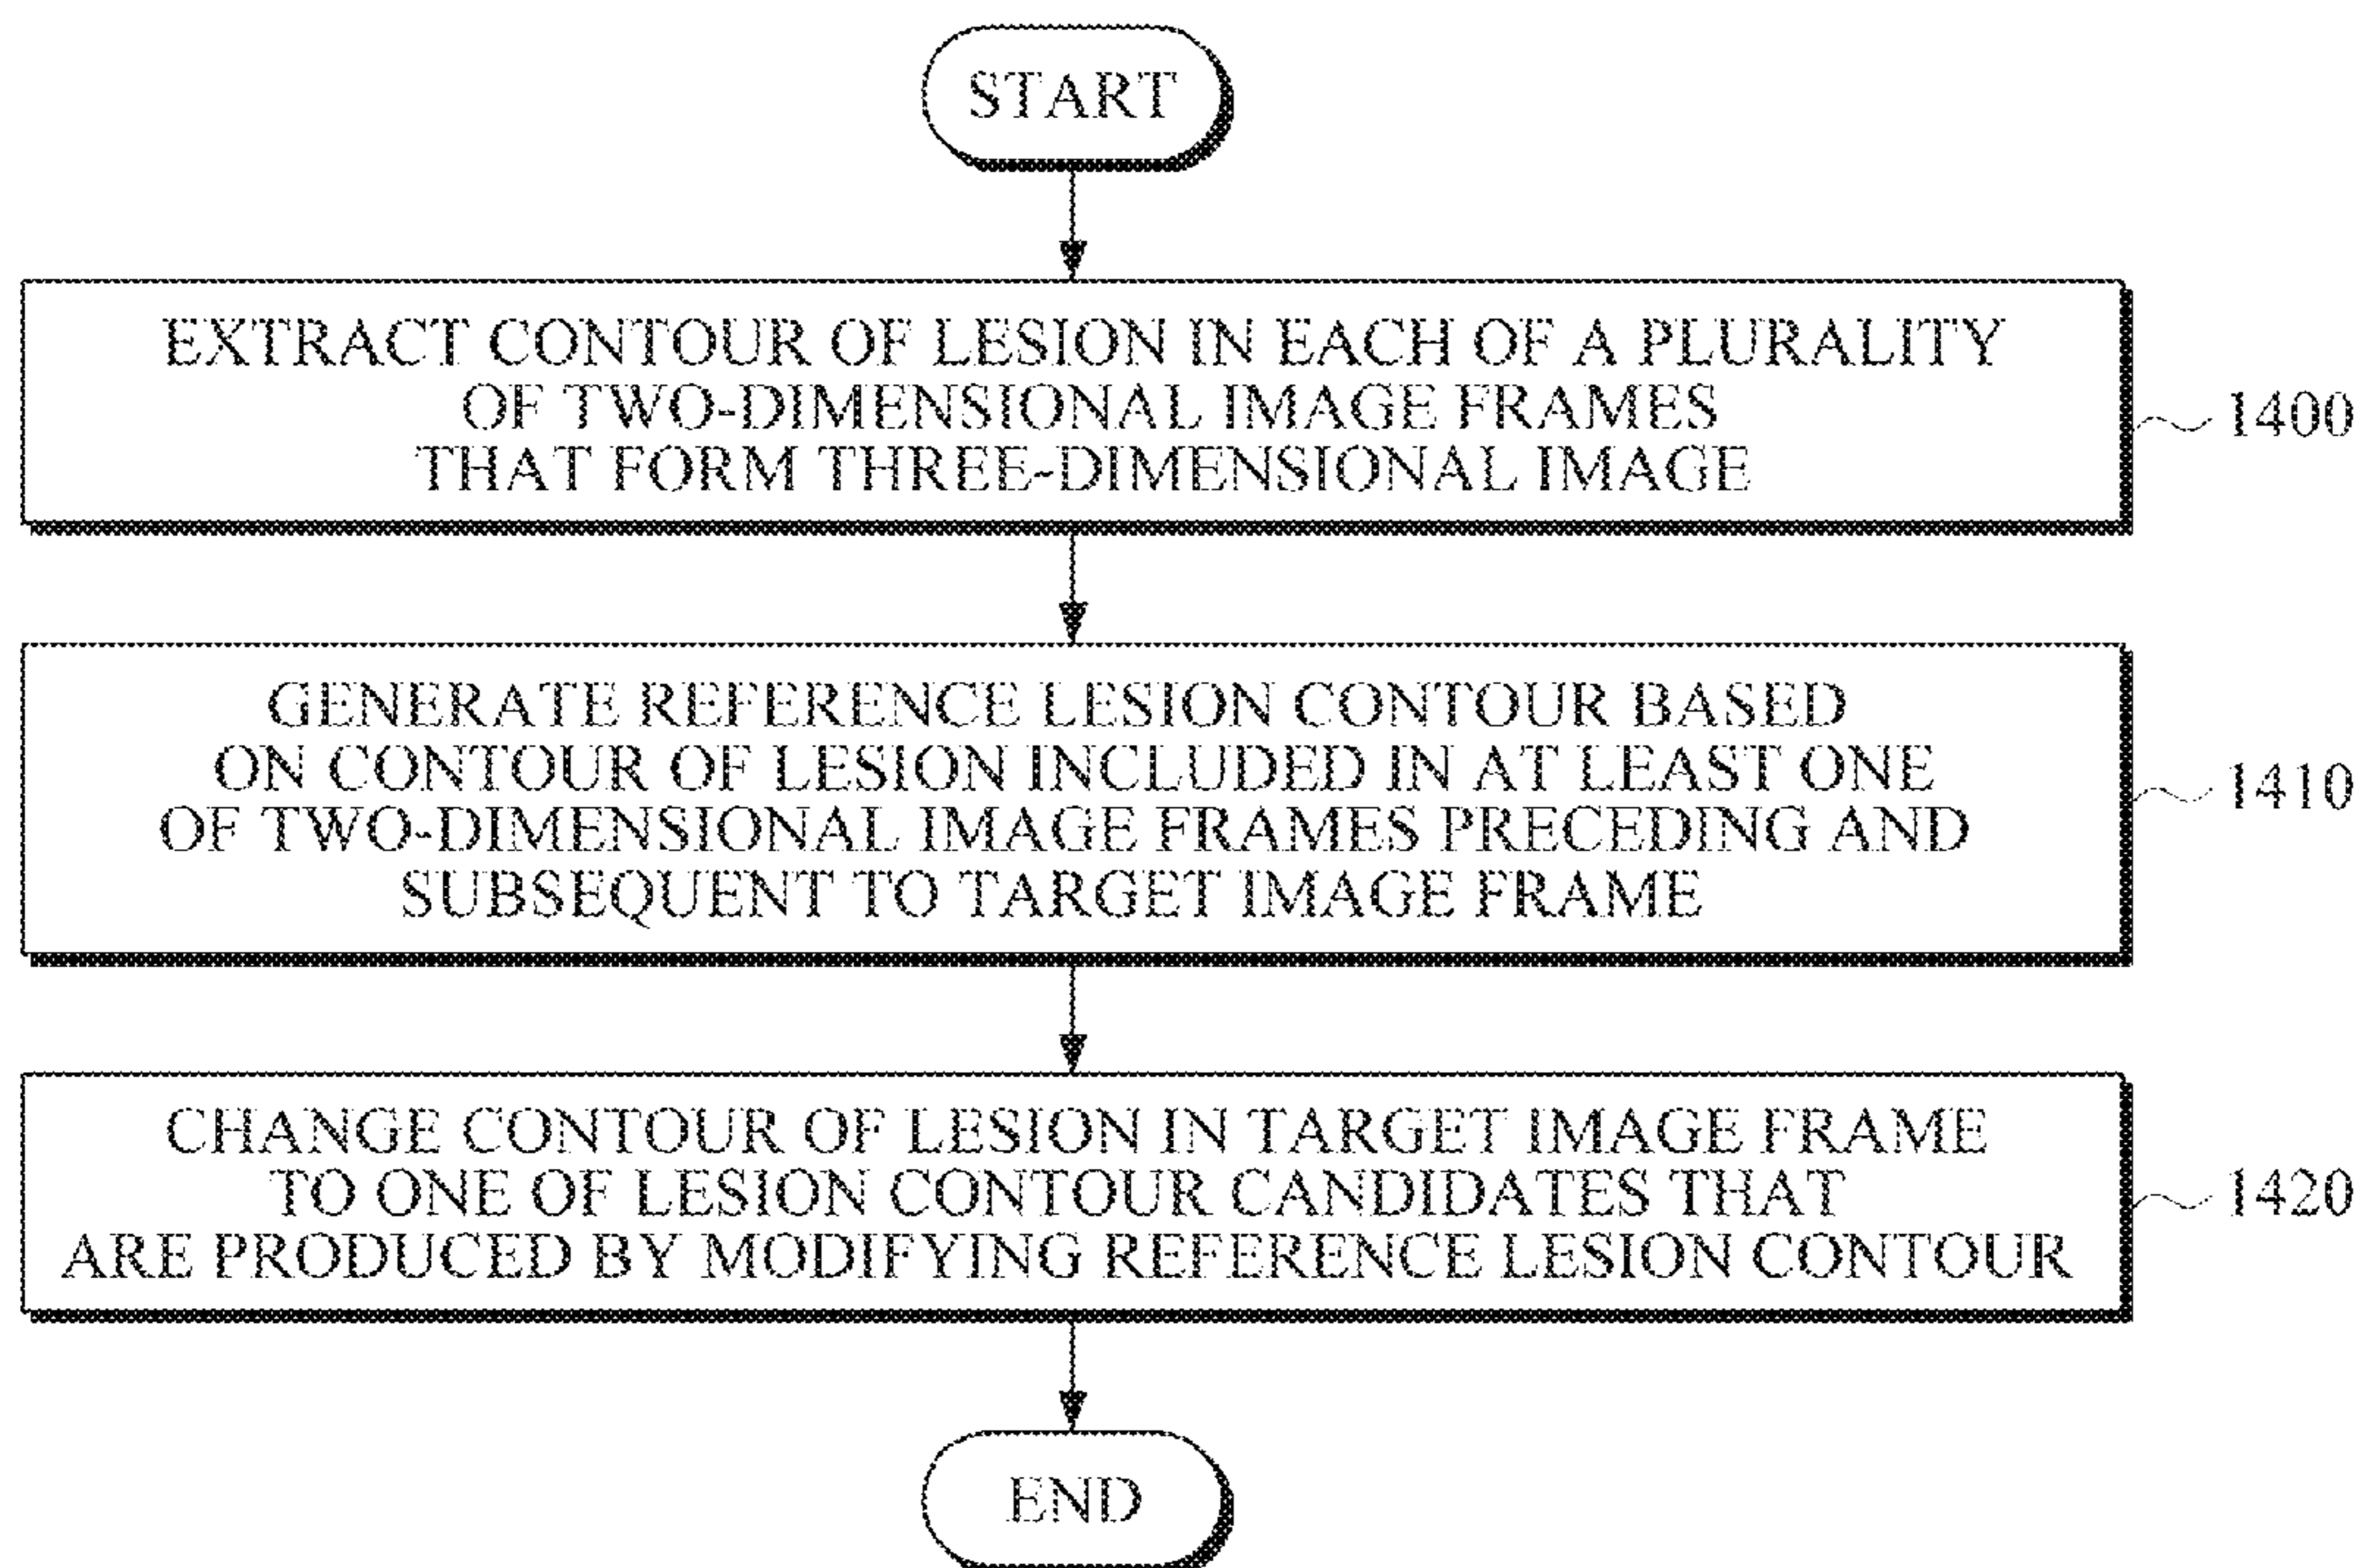 START
EXTRACT CONTOUR OF LESION IN EACH OF A PLURALITY
OF TWO-DIMENSIONAL IMAGE FRAMES
THAT FORM THREE-DIMENSIONAL IMAGE
1400
GENERATE REFERENCE LESION CONTOUR BASED
ON CONTOUR OF LESION INCLUDED IN AT LEAST ONE
OF TWO-DIMENSIONAL IMAGE FRAMES PRECEDING AND
SUBSEQUENT TO TARGET IMAGE FRAME
1410
CHANGE CONTOUR OF LESION IN TARGET IMAGE FRAME
TO ONE OF LESION CONTOUR CANDIDATES THAT
ARE PRODUCED BY MODIFYING REFERENCE LESION CONTOUR
1420
END